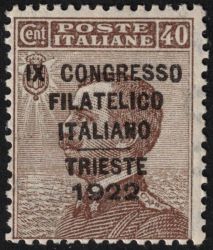 POSTE
Cent ITALIANE 40
IX CONGRESSO
FILATELICO
ITALIANO
TRIESTE
1922